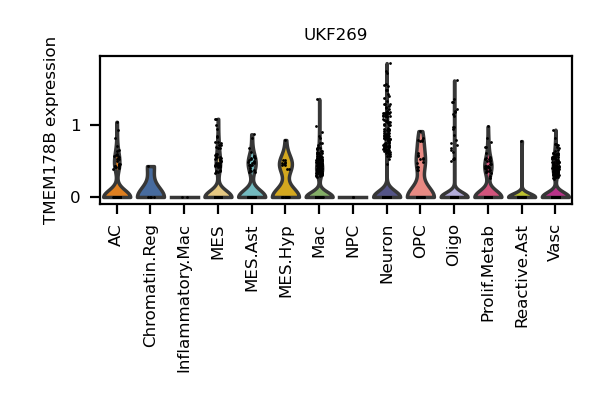 UKF269
TMEM178B expression
1
0
AC
Chromatin.Reg
Inflammatory.Mac
MES
MES.Ast
MES.Hyp
Mac
NPC
Neuron
OPC
Oligo
Prolif.Metab
Reactive.Ast
Vasc